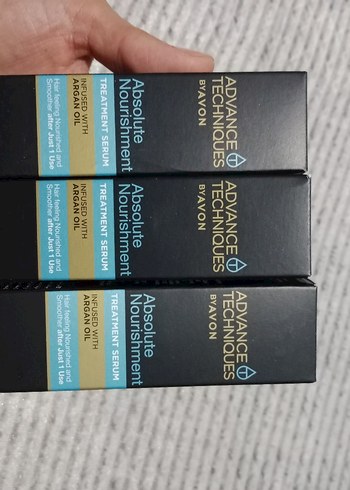 ADVANCE
TECHNIQUES
BY AVON
Absolute
Nourishment
TREATMENT SERUM
INFUSED WITH
ARGAN OIL
Hair feeling Nourished and
Smoother after Just 1 Use
ADVANCE
TECHNIQUES
BY AVON
Absolute
Nourishment
TREATMENT SERUM
INFUSED WITH
ARGAN OIL
Hair feeling Nourished and
Smoother after Just 1 Use
ADVANCE
TECHNIQUES
BY AVON
Absolute
Nourishment
TREATMENT SERUM
INFUSED WITH
ARGAN OIL
Hair feeling Nourished and
Smoother after Just 1 Use